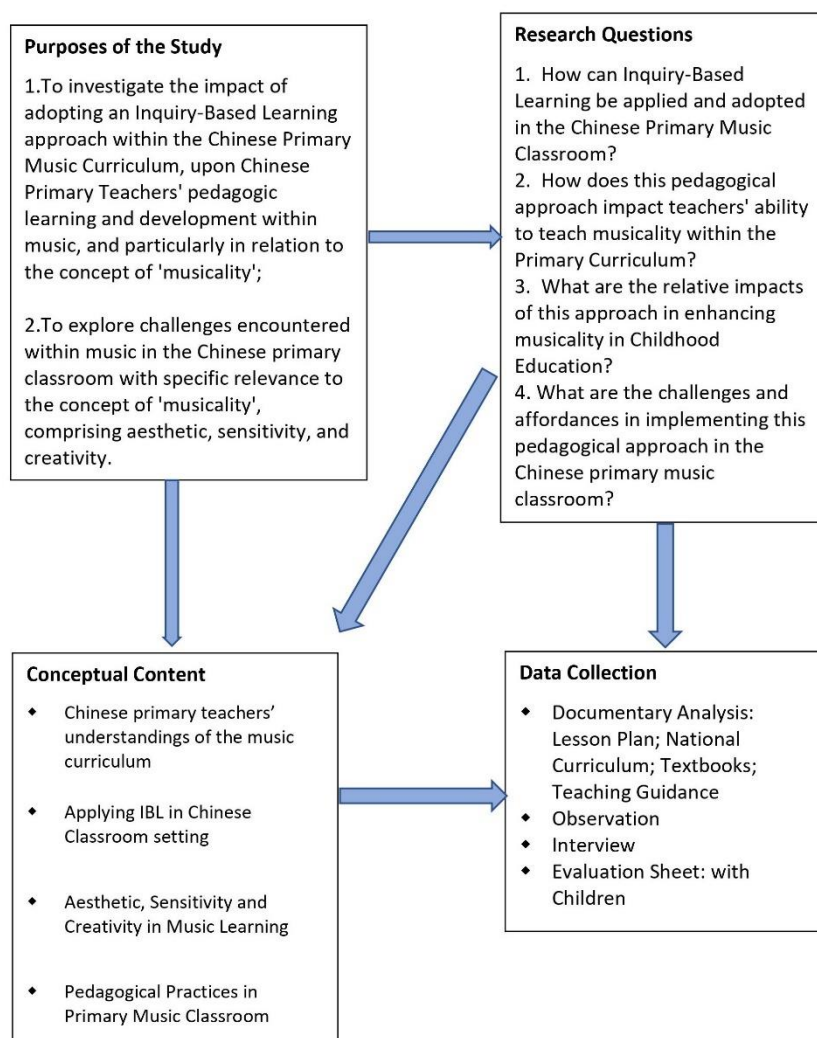 Purposes of the Study
1.To investigate the impact of
adopting an Inquiry-Based Learning
approach within the Chinese Primary
Music Curriculum, upon Chinese
Primary Teachers' pedagogic
learning and development within
music, and particularly in relation to
the concept of 'musicality';
2.To explore challenges encountered
within music in the Chinese primary
classroom with specific relevance to
the concept of 'musicality',
comprising aesthetic, sensitivity, and
creativity.
Research Questions
1. How can Inquiry-Based
Learning be applied and adopted
in the Chinese Primary Music
Classroom?
2. How does this pedagogical
approach impact teachers' ability
to teach musicality within the
Primary Curriculum?
3. What are the relative impacts
of this approach in enhancing
musicality in Childhood
Education?
4. What are the challenges and
affordances in implementing this
pedagogical approach in the
Chinese primary music
classroom?
Conceptual Content
◆ Chinese primary teachers’
understandings of the music
curriculum
◆ Applying IBL in Chinese
Classroom setting
◆ Aesthetic, Sensitivity and
Creativity in Music Learning
◆ Pedagogical Practices in
Primary Music Classroom
Data Collection
◆ Documentary Analysis:
Lesson Plan; National
Curriculum; Textbooks;
Teaching Guidance
◆ Observation
◆ Interview
◆ Evaluation Sheet: with
Children